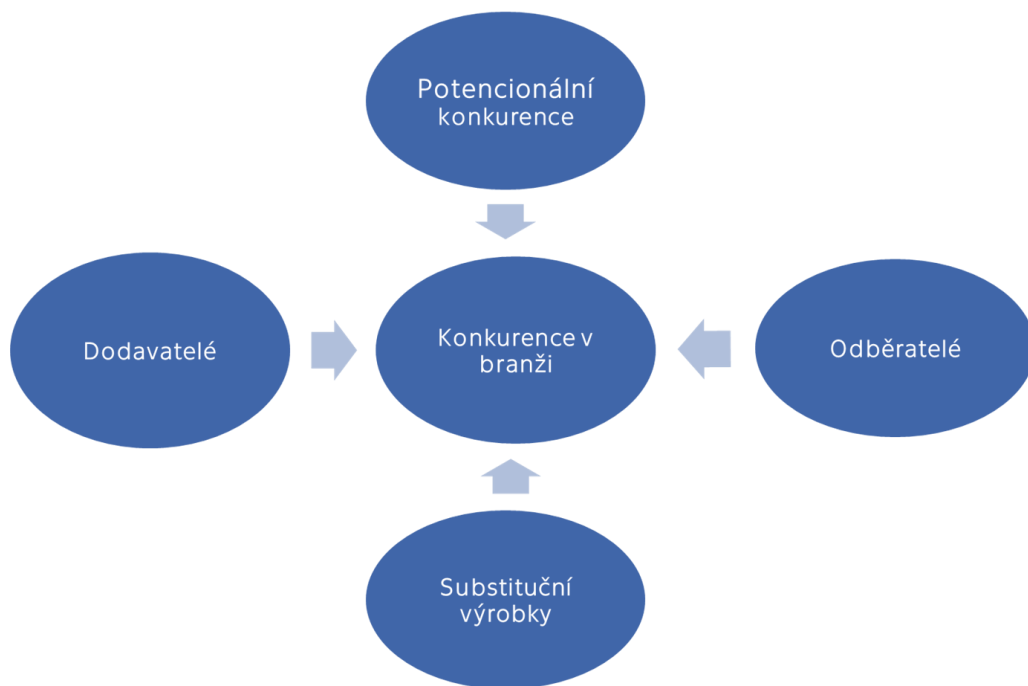 Potencionální
konkurence
Dodavatelé
Konkurence v
branži
Odběratelé
Substituční
výrobky